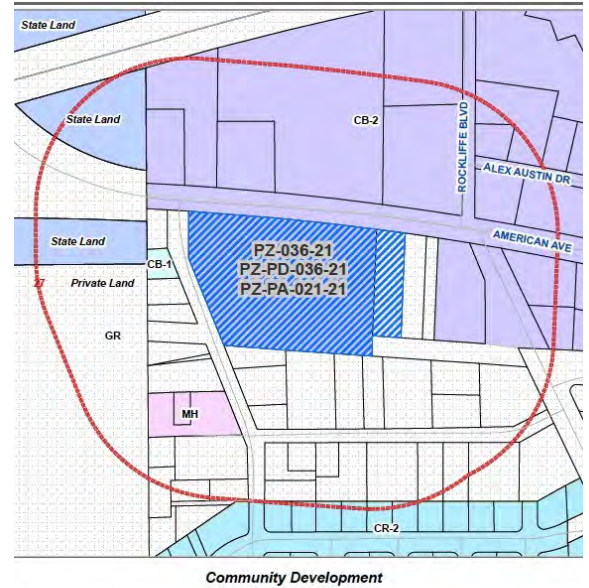 State Land
State Land
CB-2
ROCKLIFFE BLVD
ALEX AUSTIN DR
AMERICAN AVE
State Land
PZ-036-21
PZ-PD-036-21
PZ-PA-021-21
CB-1
27
Private Land
GR
MH
CR-2
Community Development